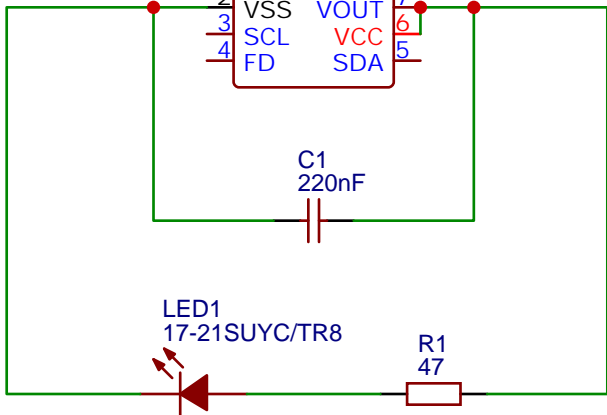 2 VSS VOUT 7
3 SCL VCC 6
4 FD SDA 5
C1
220nF
LED1
17-21SUYC/TR8
R1
47